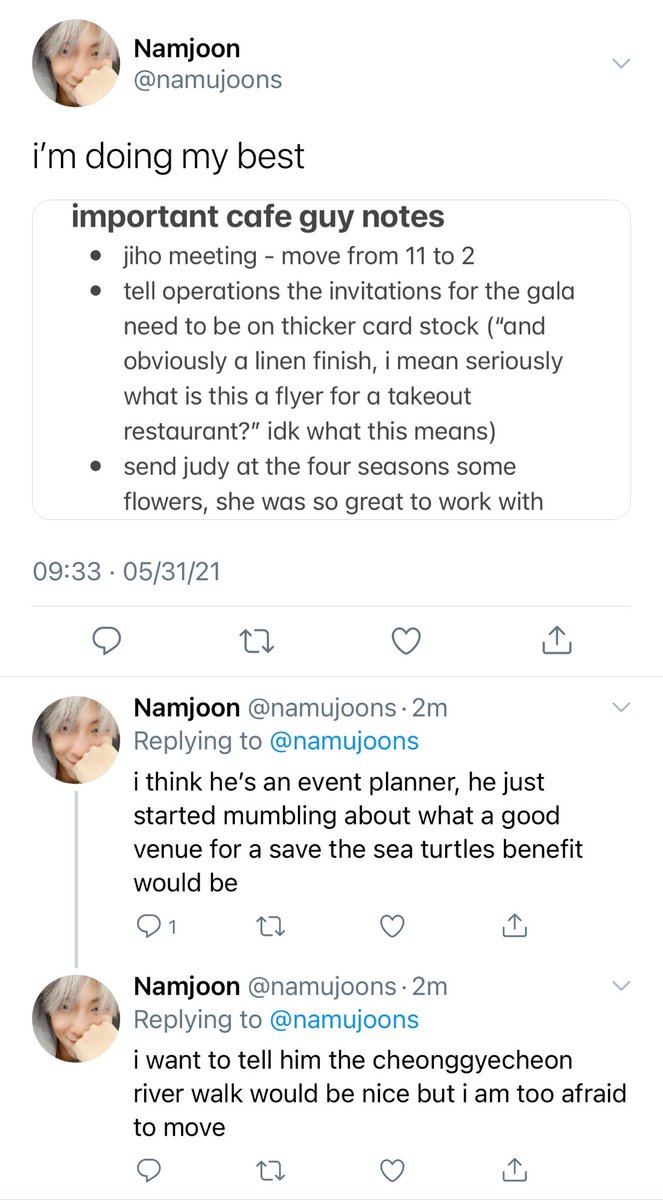 Namjoon
@namujoons
i’m doing my best
important cafe guy notes
• jiho meeting - move from 11 to 2
• tell operations the invitations for the gala
need to be on thicker card stock (“and
obviously a linen finish, i mean seriously
what is this a flyer for a takeout
restaurant?” idk what this means)
• send judy at the four seasons some
flowers, she was so great to work with
09:33 · 05/31/21
Namjoon @namujoons · 2m
Replying to @namujoons
i think he’s an event planner, he just
started mumbling about what a good
venue for a save the sea turtles benefit
would be
1
Namjoon @namujoons · 2m
Replying to @namujoons
i want to tell him the cheonggyecheon
river walk would be nice but i am too afraid
to move